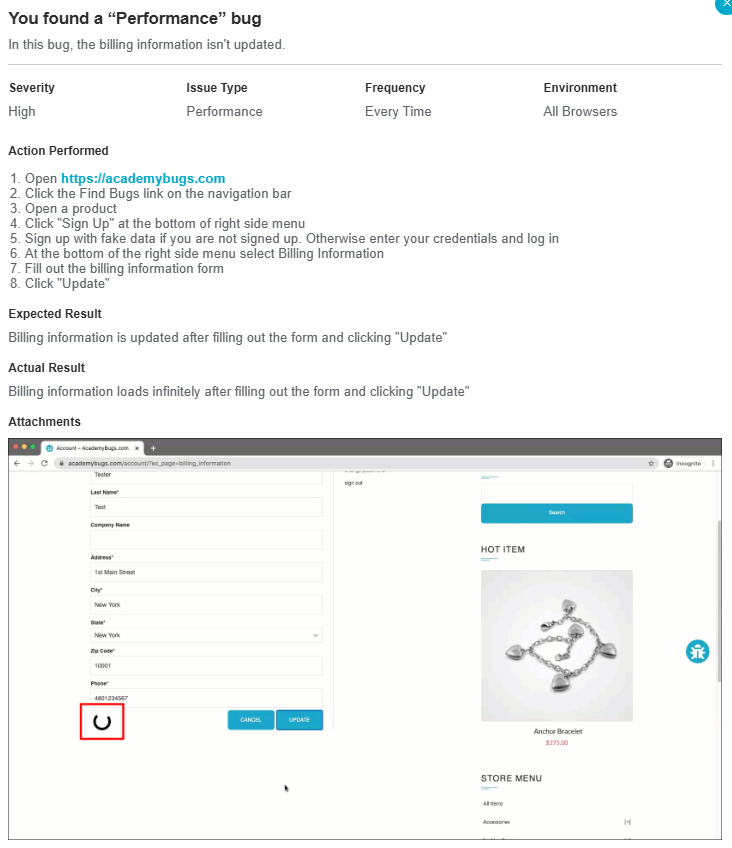 You found a “Performance” bug
In this bug, the billing information isn't updated.
Severity
Issue Type
Frequency
Environment
High
Performance
Every Time
All Browsers
Action Performed
1. Open https://academybugs.com
2. Click the Find Bugs link on the navigation bar
3. Open a product
4. Click "Sign Up" at the bottom of right side menu
5. Sign up with fake data if you are not signed up. Otherwise enter your credentials and log in
6. At the bottom of the right side menu select Billing Information
7. Fill out the billing information form
8. Click "Update"
Expected Result
Billing information is updated after filling out the form and clicking "Update"
Actual Result
Billing information loads infinitely after filling out the form and clicking "Update"
Attachments
Account – AcademyBugs.com
academybugs.com/account/?ec_page=billing_information
Incognito
Tester
sign out
Last Name*
Test
Search
Company Name
HOT ITEM
Address*
1st Main Street
City*
New York
State*
New York
Zip Code*
10001
Phone*
4801234567
CANCEL
UPDATE
Anchor Bracelet
$275.00
STORE MENU
All Items
Accessories
[+]